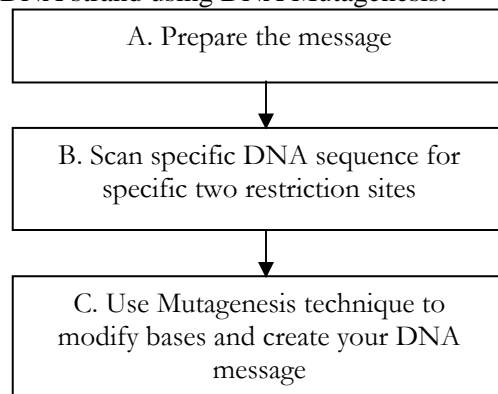 DNA strand using DNA Mutagenesis.
A. Prepare the message
B. Scan specific DNA sequence for
specific two restriction sites
C. Use Mutagenesis technique to
modify bases and create your DNA
message